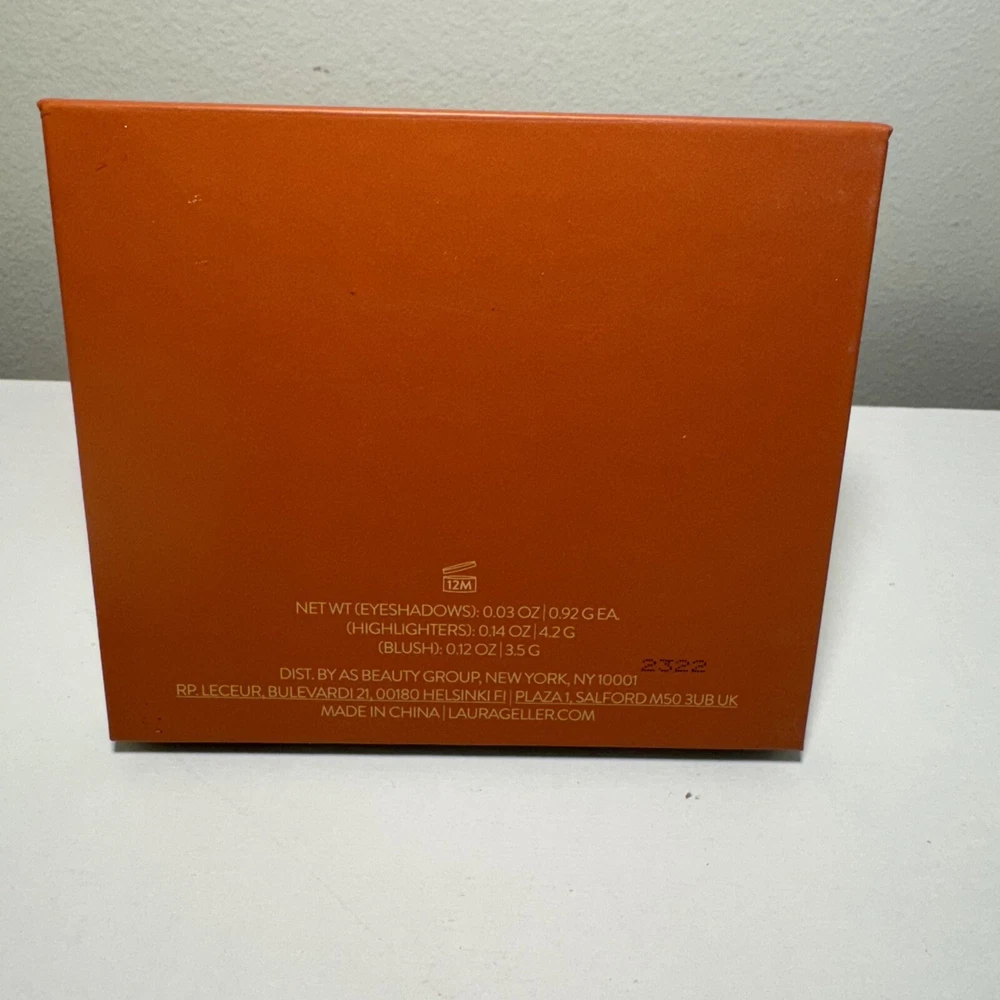 12M
NET WT (EYESHADOWS): 0.03 OZ | 0.92 G EA.
(HIGHLIGHTERS): 0.14 OZ | 4.2 G
(BLUSH): 0.12 OZ | 3.5 G
2322
DIST. BY AS BEAUTY GROUP, NEW YORK, NY 10001
RP. LECEUR, BULEVARDI 21, 00180 HELSINKI FI | PLAZA 1, SALFORD M50 3UB UK
MADE IN CHINA | LAURAGELLER.COM